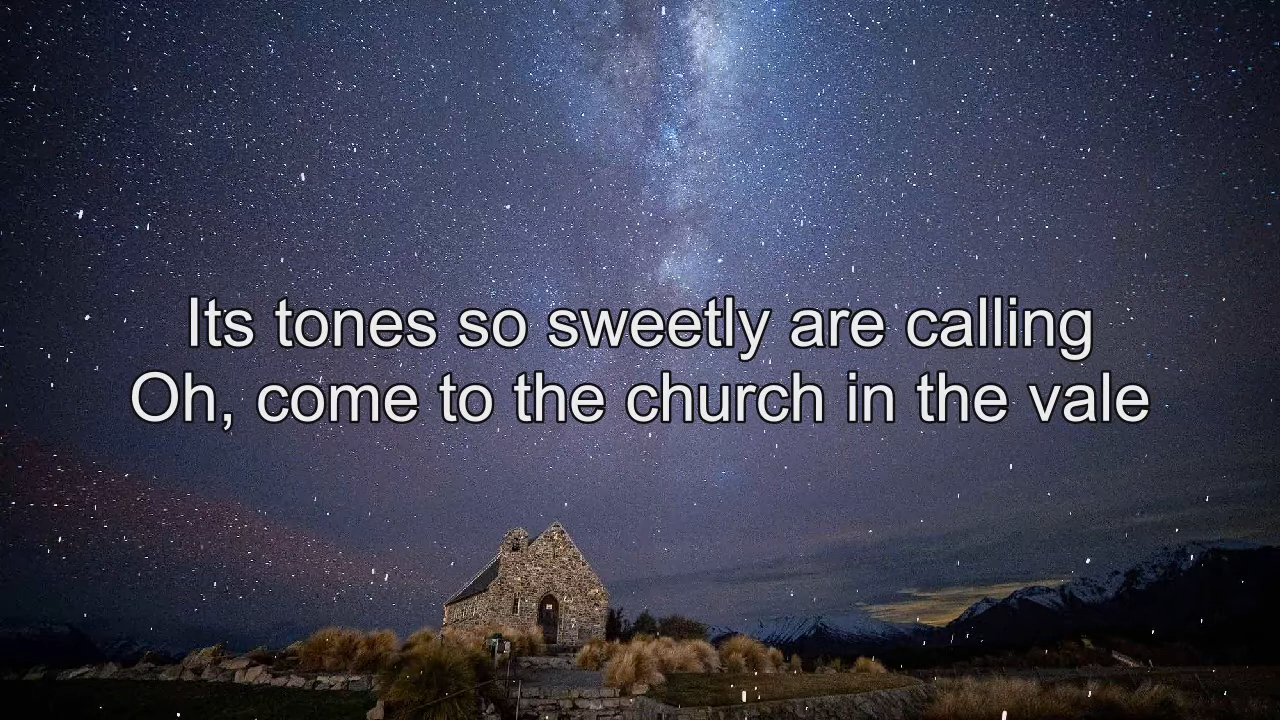 Its tones so sweetly are calling
Oh, come to the church in the vale